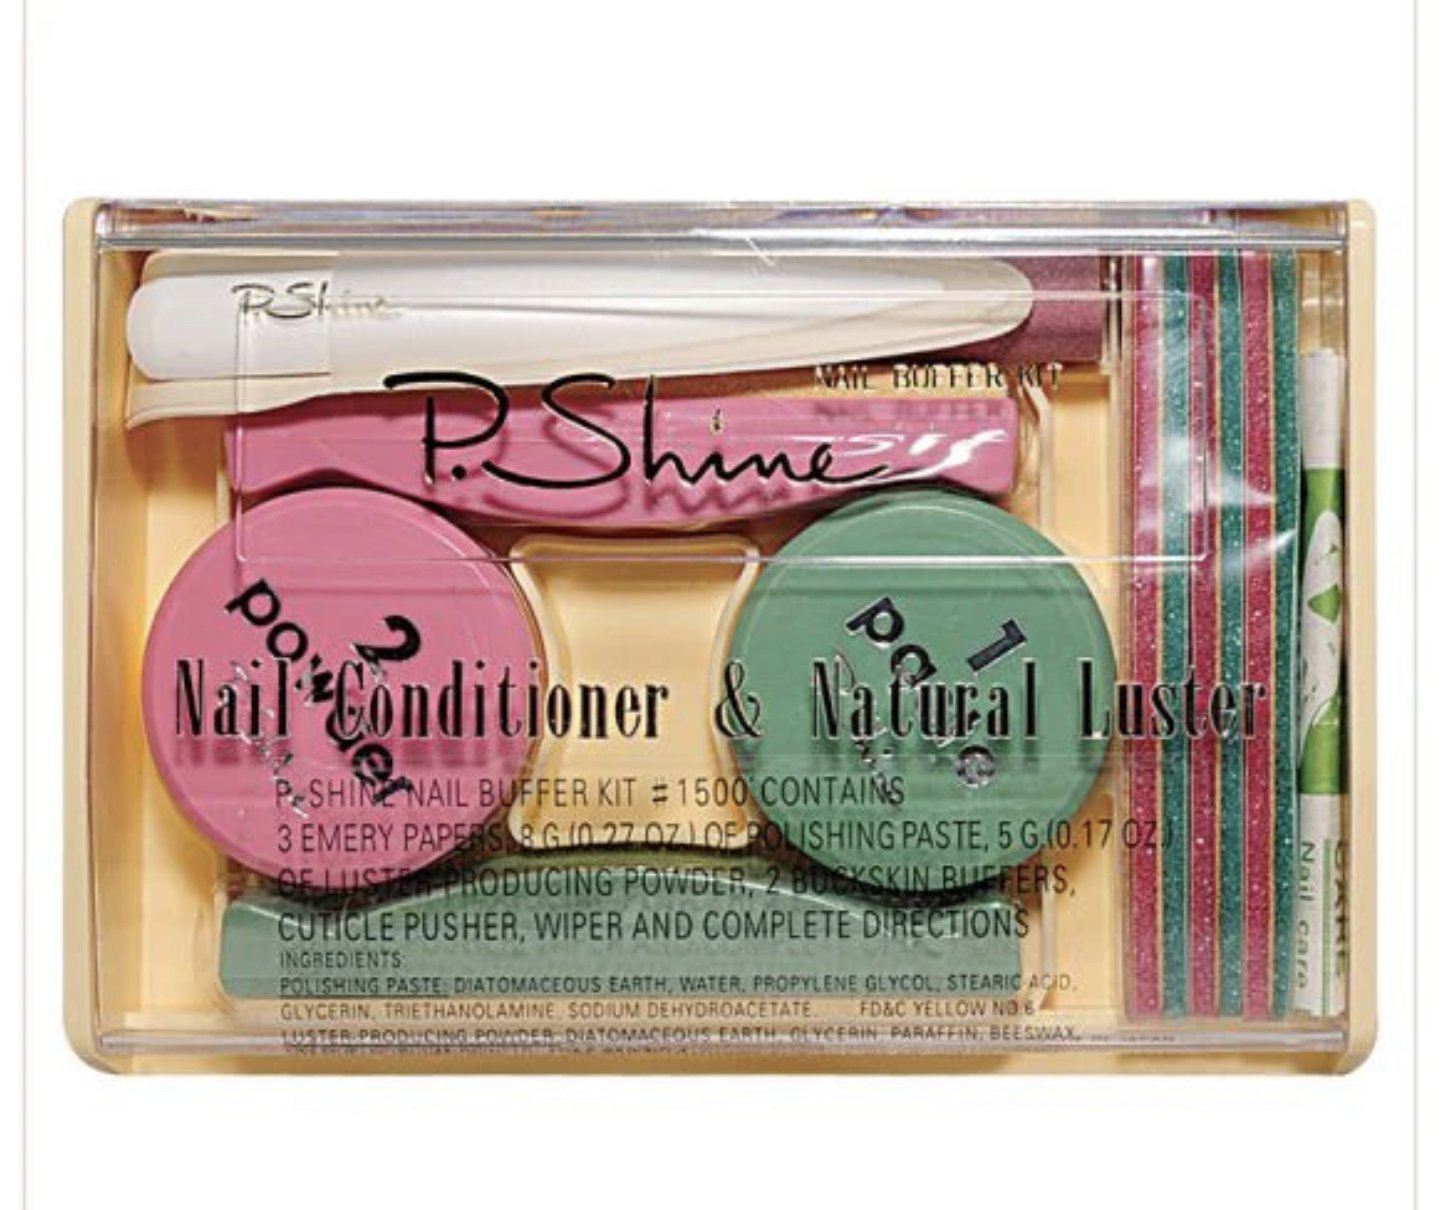 P.Shine
NAIL BUFFER KIT
P.Shine
2
powder
1
paste
Nail Conditioner & Natural Luster
P. SHINE NAIL BUFFER KIT #1500 CONTAINS
3 EMERY PAPERS, 8 G.(0.27 OZ.) OF POLISHING PASTE, 5 G.(0.17 OZ.)
OF LUSTER-PRODUCING POWDER, 2 BUCKSKIN BUFFERS,
CUTICLE PUSHER, WIPER AND COMPLETE DIRECTIONS
INGREDIENTS:
POLISHING PASTE: DIATOMACEOUS EARTH, WATER, PROPYLENE GLYCOL, STEARIC ACID,
GLYCERIN, TRIETHANOLAMINE, SODIUM DEHYDROACETATE. FD&C YELLOW NO.6
LUSTER-PRODUCING POWDER: DIATOMACEOUS EARTH, GLYCERIN, PARAFFIN, BEESWAX,
Nail care